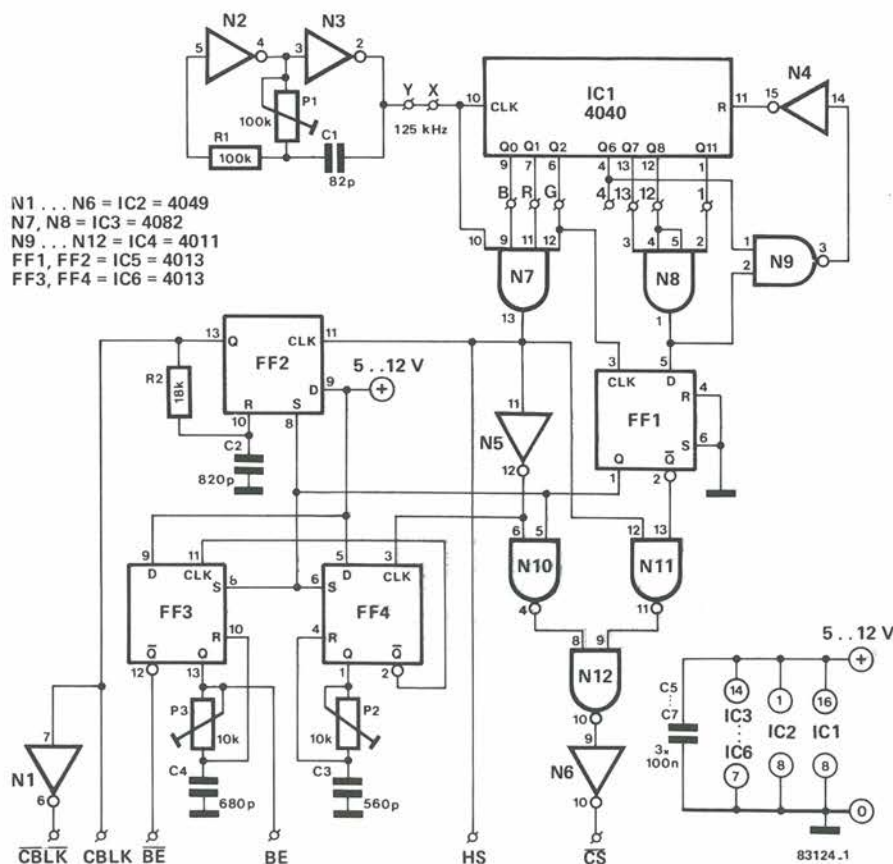 N2
N3
5
4
3
2
P1
100k
R1
100k
C1
82p
Y X
125 kHz
10
CLK
IC1
4040
R
11
15
N4
14
Q0 Q1 Q2 Q6 Q7 Q8 Q11
9 7 6 4 13 12 1
B R G 4 13 12 1
10 9 11 12
N7
13
3 4 5 2
N8
1
1
2
N9
3
N1 . . . N6 = IC2 = 4049
N7, N8 = IC3 = 4082
N9 . . . N12 = IC4 = 4011
FF1, FF2 = IC5 = 4013
FF3, FF4 = IC6 = 4013
13
Q
FF2
CLK
11
D
9
R
10
S
8
5 . . 12 V
+
R2
18k
C2
820p
11
N5
12
3
CLK
5
D
FF1
R
4
S
6
Q
1
Q̅
2
9
D
11
CLK
FF3
S
8
R
10
Q̅
12
Q
13
5
D
3
CLK
6
S
FF4
4
R
Q
1
Q̅
2
6 5
N10
4
12 13
N11
11
8 9
N12
10
9
N6
10
P3
10k
C4
680p
P2
10k
C3
560p
7
N1
6
5 . . 12 V
+
C5
C7
3x
100n
14
IC3
IC6
7
1
IC2
8
16
IC1
8
0
C̅B̅L̅K̅ CBLK B̅E̅ BE HS C̅S̅
83124_1